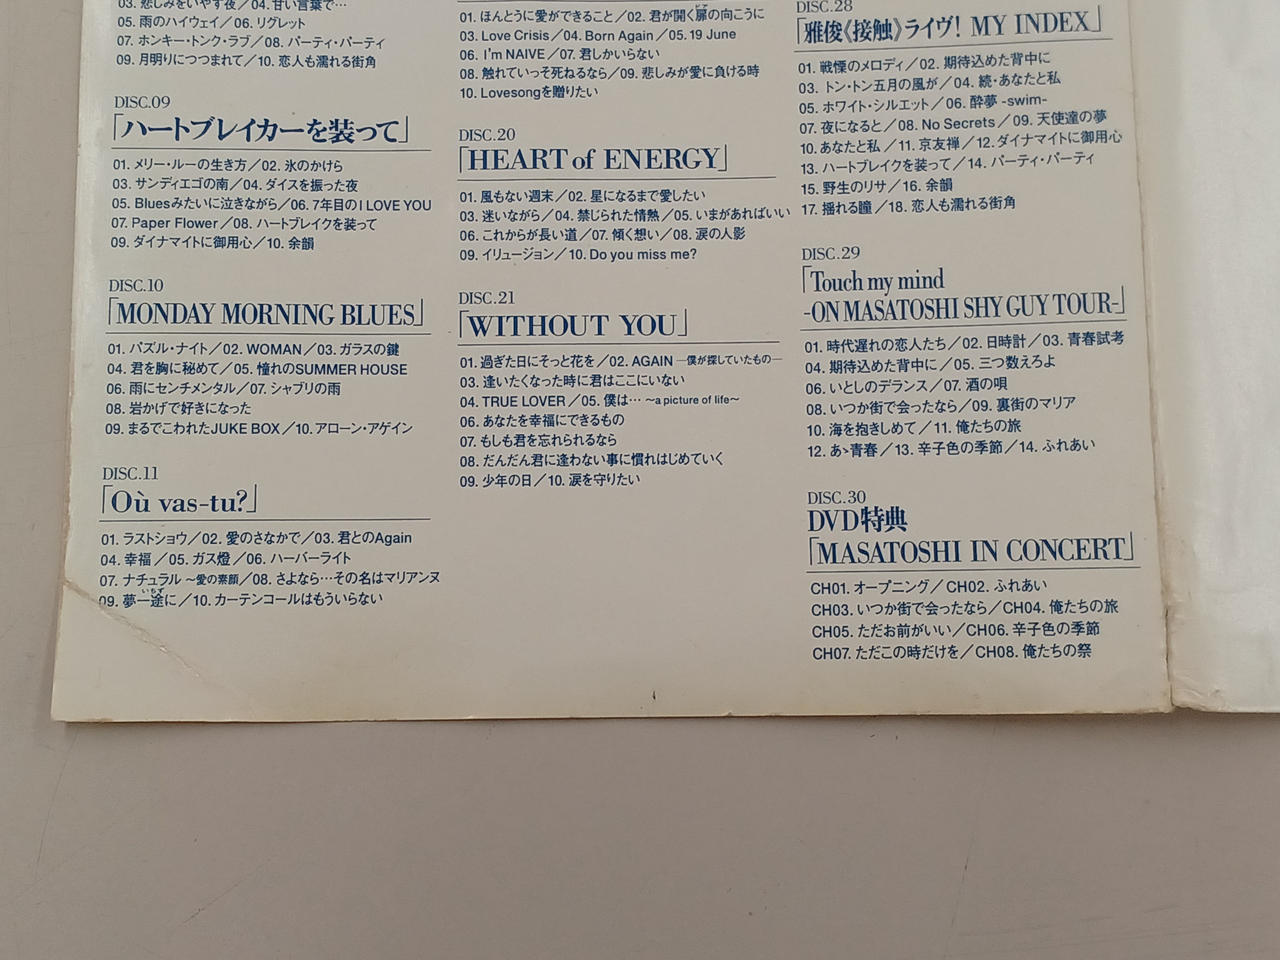 03. 悲しみをいやす夜／04. 甘い言葉で…
05. 雨のハイウェイ／06. リグレット
07. ホンキー・トンク・ラブ／08. パーティ・パーティ
09. 月明りにつつまれて／10. 恋人も濡れる街角
DISC.09
「ハートブレイカーを装って」
01. メリー・ルーの生き方／02. 氷のかけら
03. サンディエゴの南／04. ダイスを振った夜
05. Bluesみたいに泣きながら／06. 7年目のI LOVE YOU
07. Paper Flower／08. ハートブレイクを装って
09. ダイナマイトに御用心／10. 余韻
DISC.10
「MONDAY MORNING BLUES」
01. パズル・ナイト／02. WOMAN／03. ガラスの鍵
04. 君を胸に秘めて／05. 憧れのSUMMER HOUSE
06. 雨にセンチメンタル／07. シャブリの雨
08. 岩かげで好きになった
09. まるでこわれたJUKE BOX／10. アローン・アゲイン
DISC.11
「Où vas-tu?」
01. ラストショウ／02. 愛のさなかで／03. 君とのAgain
04. 幸福／05. ガス燈／06. ハーバーライト
07. ナチュラル 〜愛の素顔／08. さよなら…その名はマリアンヌ
09. 夢一途に／10. カーテンコールはもういらない
01. ほんとうに愛ができること／02. 君が開く扉の向こうに
03. Love Crisis／04. Born Again／05. 19 June
06. I'm NAIVE／07. 君しかいらない
08. 触れていっそ死ねるなら／09. 悲しみが愛に負ける時
10. Lovesongを贈りたい
DISC.20
「HEART of ENERGY」
01. 風もない週末／02. 星になるまで愛したい
03. 迷いながら／04. 禁じられた情熱／05. いまがあればいい
06. これからが長い道／07. 傾く想い／08. 涙の人影
09. イリュージョン／10. Do you miss me?
DISC.21
「WITHOUT YOU」
01. 過ぎた日にそっと花を／02. AGAIN ―僕が探していたもの―
03. 逢いたくなった時に君はここにいない
04. TRUE LOVER／05. 僕は… 〜a picture of life〜
06. あなたを幸福にできるもの
07. もしも君を忘れられるなら
08. だんだん君に逢わない事に慣れはじめていく
09. 少年の日／10. 涙を守りたい
DISC.28
「雅俊《接触》ライヴ! MY INDEX」
01. 戦慄のメロディ／02. 期待込めた背中に
03. トン・トン五月の風が／04. 続・あなたと私
05. ホワイト・シルエット／06. 酔夢 -swim-
07. 夜になると／08. No Secrets／09. 天使達の夢
10. あなたと私／11. 京友禅／12. ダイナマイトに御用心
13. ハートブレイクを装って／14. パーティ・パーティ
15. 野生のリサ／16. 余韻
17. 揺れる瞳／18. 恋人も濡れる街角
DISC.29
「Touch my mind
-ON MASATOSHI SHY GUY TOUR-」
01. 時代遅れの恋人たち／02. 日時計／03. 青春試考
04. 期待込めた背中に／05. 三つ数えろよ
06. いとしのデランス／07. 酒の唄
08. いつか街で会ったなら／09. 裏街のマリア
10. 海を抱きしめて／11. 俺たちの旅
12. あゝ青春／13. 辛子色の季節／14. ふれあい
DISC.30
DVD特典
「MASATOSHI IN CONCERT」
CH01. オープニング／CH02. ふれあい
CH03. いつか街で会ったなら／CH04. 俺たちの旅
CH05. ただお前がいい／CH06. 辛子色の季節
CH07. ただこの時だけを／CH08. 俺たちの祭